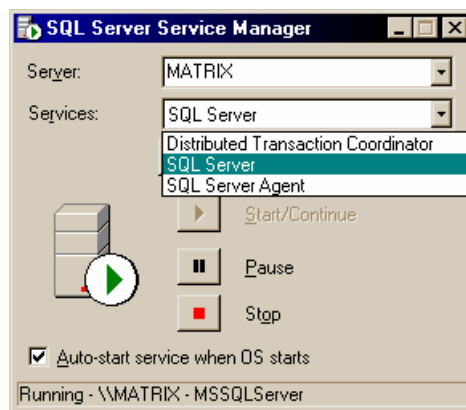 SQL Server Service Manager
Server: MATRIX
Services: SQL Server
Distributed Transaction Coordinator
SQL Server
SQL Server Agent
Start/Continue
Pause
Stop
Auto-start service when OS starts
Running - \\MATRIX - MSSQLServer